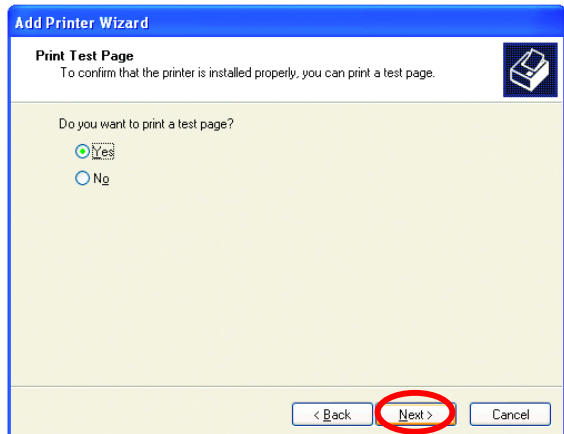 Add Printer Wizard
Print Test Page
To confirm that the printer is installed properly, you can print a test page.
Do you want to print a test page?
Yes
No
< Back Next > Cancel